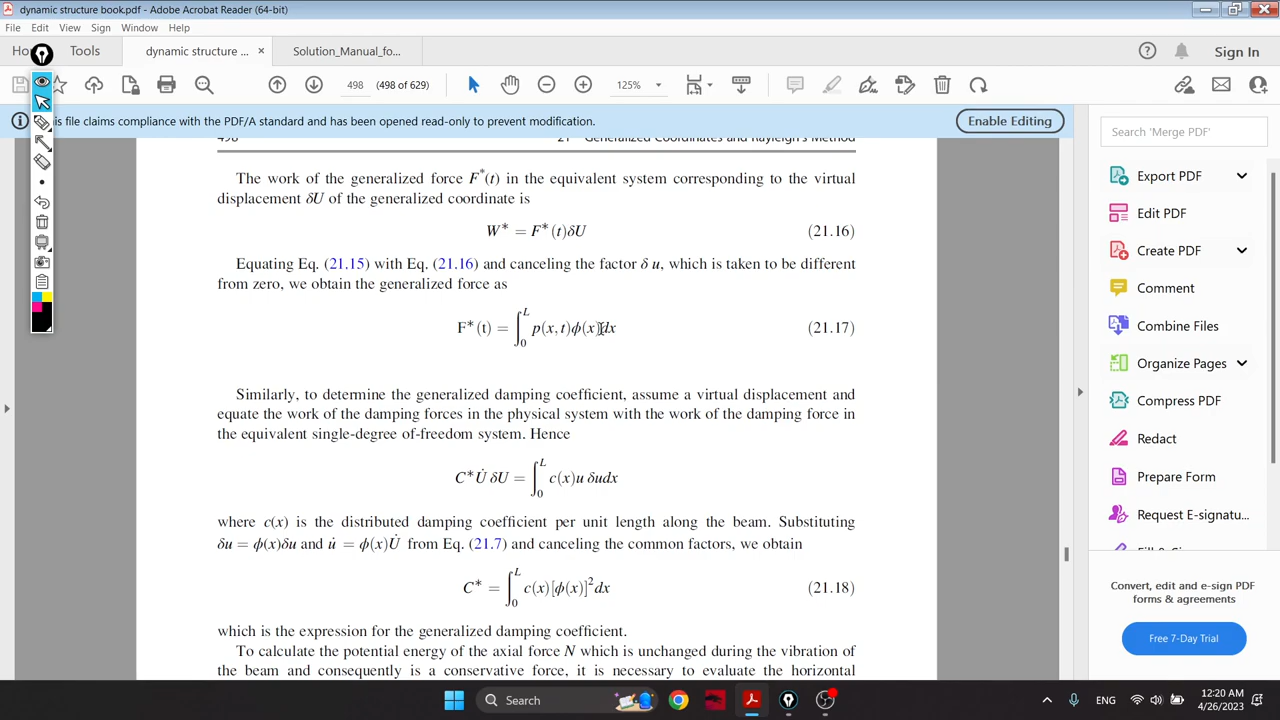 dynamic structure book.pdf - Adobe Acrobat Reader (64-bit)
File Edit View Sign Window Help
Tools
dynamic structure ... ×
Solution_Manual_fo...
Sign In
498 (498 of 629)
125%
is file claims compliance with the PDF/A standard and has been opened read-only to prevent modification.
Enable Editing
498 21 Generalized Coordinates and Rayleigh's Method
The work of the generalized force F*(t) in the equivalent system corresponding to the virtual
displacement δU of the generalized coordinate is
W* = F*(t)δU (21.16)
Equating Eq. (21.15) with Eq. (21.16) and canceling the factor δ u, which is taken to be different
from zero, we obtain the generalized force as
F*(t) = ∫₀ᴸ p(x, t)ϕ(x)dx (21.17)
Similarly, to determine the generalized damping coefficient, assume a virtual displacement and
equate the work of the damping forces in the physical system with the work of the damping force in
the equivalent single-degree of-freedom system. Hence
C*U̇ δU = ∫₀ᴸ c(x)u δudx
where c(x) is the distributed damping coefficient per unit length along the beam. Substituting
δu = ϕ(x)δu and u̇ = ϕ(x)U̇ from Eq. (21.7) and canceling the common factors, we obtain
C* = ∫₀ᴸ c(x)[ϕ(x)]²dx (21.18)
which is the expression for the generalized damping coefficient.
To calculate the potential energy of the axial force N which is unchanged during the vibration of
the beam and consequently is a conservative force, it is necessary to evaluate the horizontal
Search 'Merge PDF'
Export PDF
Edit PDF
Create PDF
Comment
Combine Files
Organize Pages
Compress PDF
Redact
Prepare Form
Request E-signatu...
Convert, edit and e-sign PDF
forms & agreements
Free 7-Day Trial
Search
ENG
12:20 AM
4/26/2023